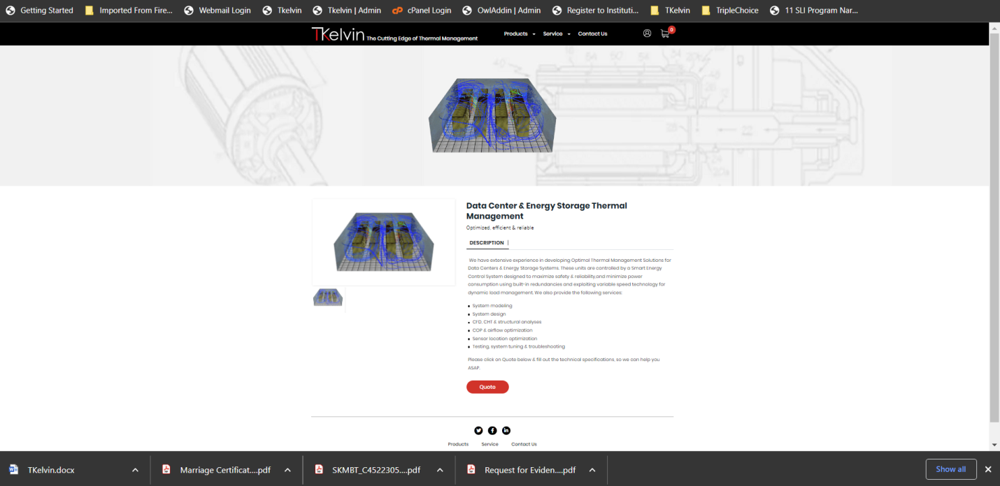 Getting Started
Imported From Fire...
Webmail Login
Tkelvin
Tkelvin | Admin
cPanel Login
OwlAddin | Admin
Register to Instituti...
TKelvin
TripleChoice
11 SLI Program Nar...
TKelvin The Cutting Edge of Thermal Management
Products
Service
Contact Us
0
40
54
50
54
Data Center & Energy Storage Thermal
Management
Optimized, efficient & reliable
DESCRIPTION |
We have extensive experience in developing Optimal Thermal Management Solutions for
Data Centers & Energy Storage Systems. These units are controlled by a Smart Energy
Control System designed to maximize safety & reliability,and minimize power
consumption using built-in redundancies and exploiting variable speed technology for
dynamic load management. We also provide the following services:
System modeling
System design
CFD, CHT & structural analyses
COP & airflow optimization
Sensor location optimization
Testing, system tuning & troubleshooting
Please click on Quote below & fill out the technical specifications, so we can help you
ASAP.
Quote
Products
Service
Contact Us
TKelvin.docx
Marriage Certificat....pdf
SKMBT_C4522305....pdf
Request for Eviden....pdf
Show all